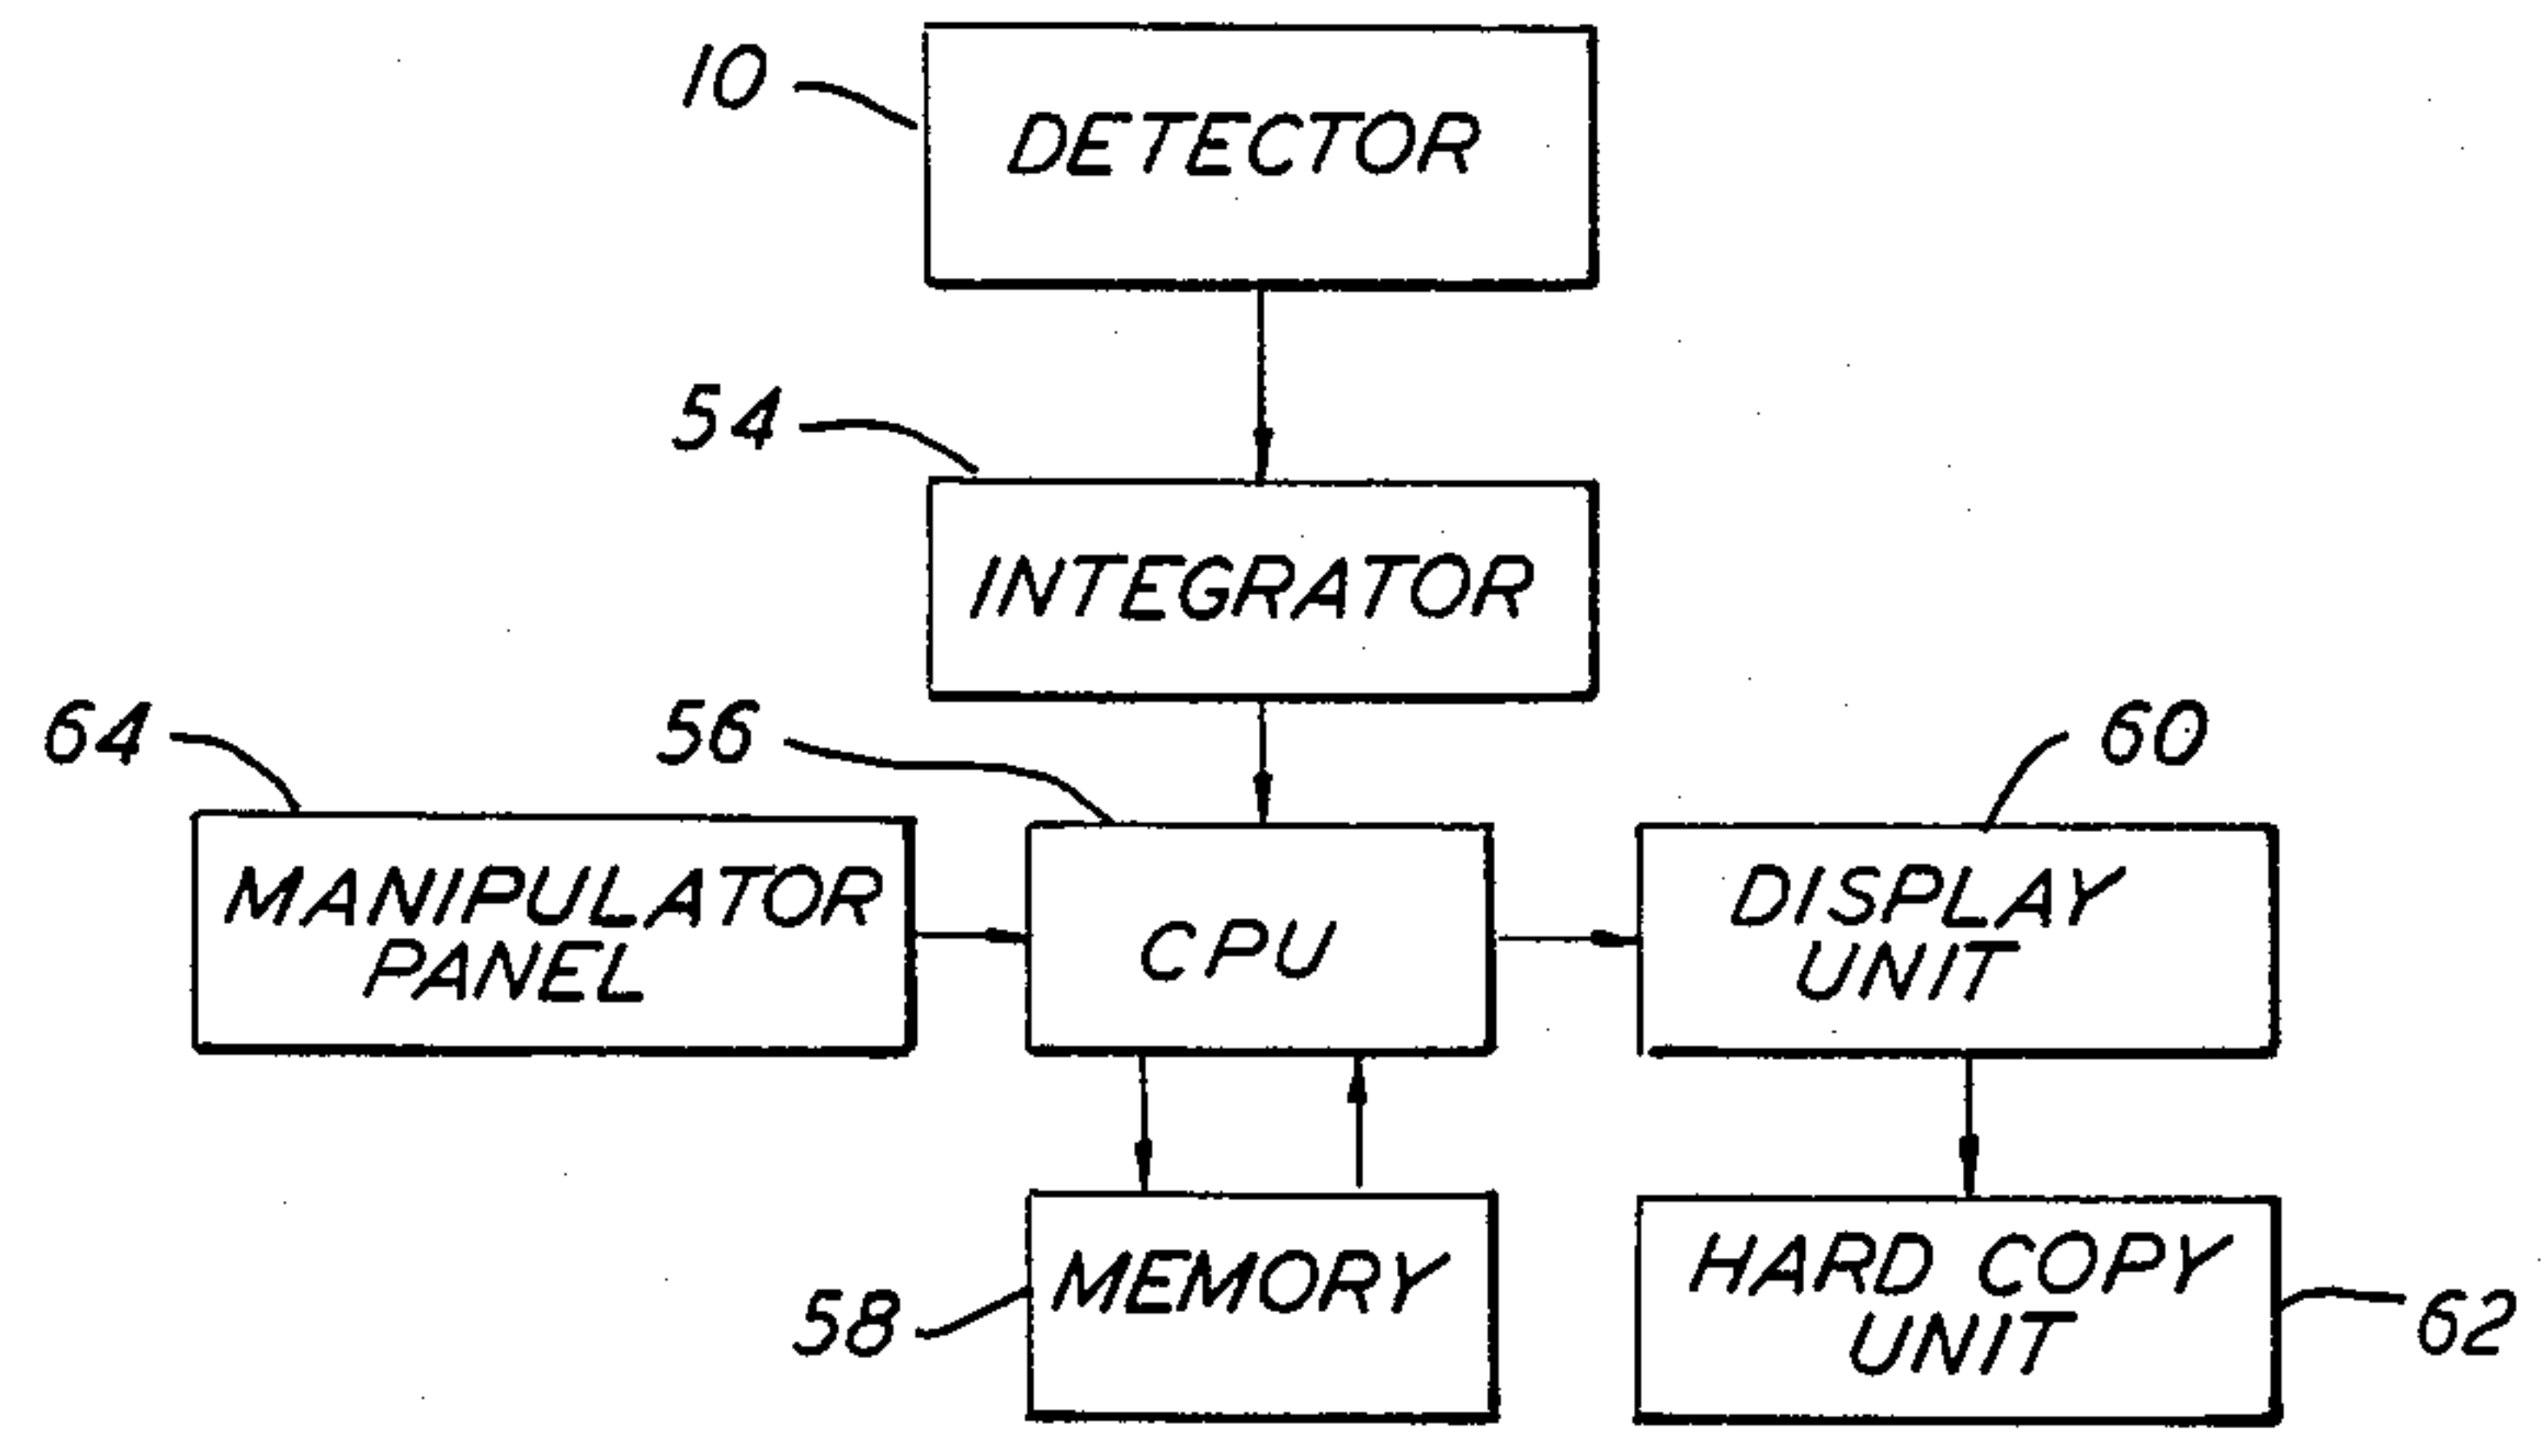 10
DETECTOR
54
INTEGRATOR
64
56
60
MANIPULATOR
PANEL
CPU
DISPLAY
UNIT
58
MEMORY
HARD COPY
UNIT
62